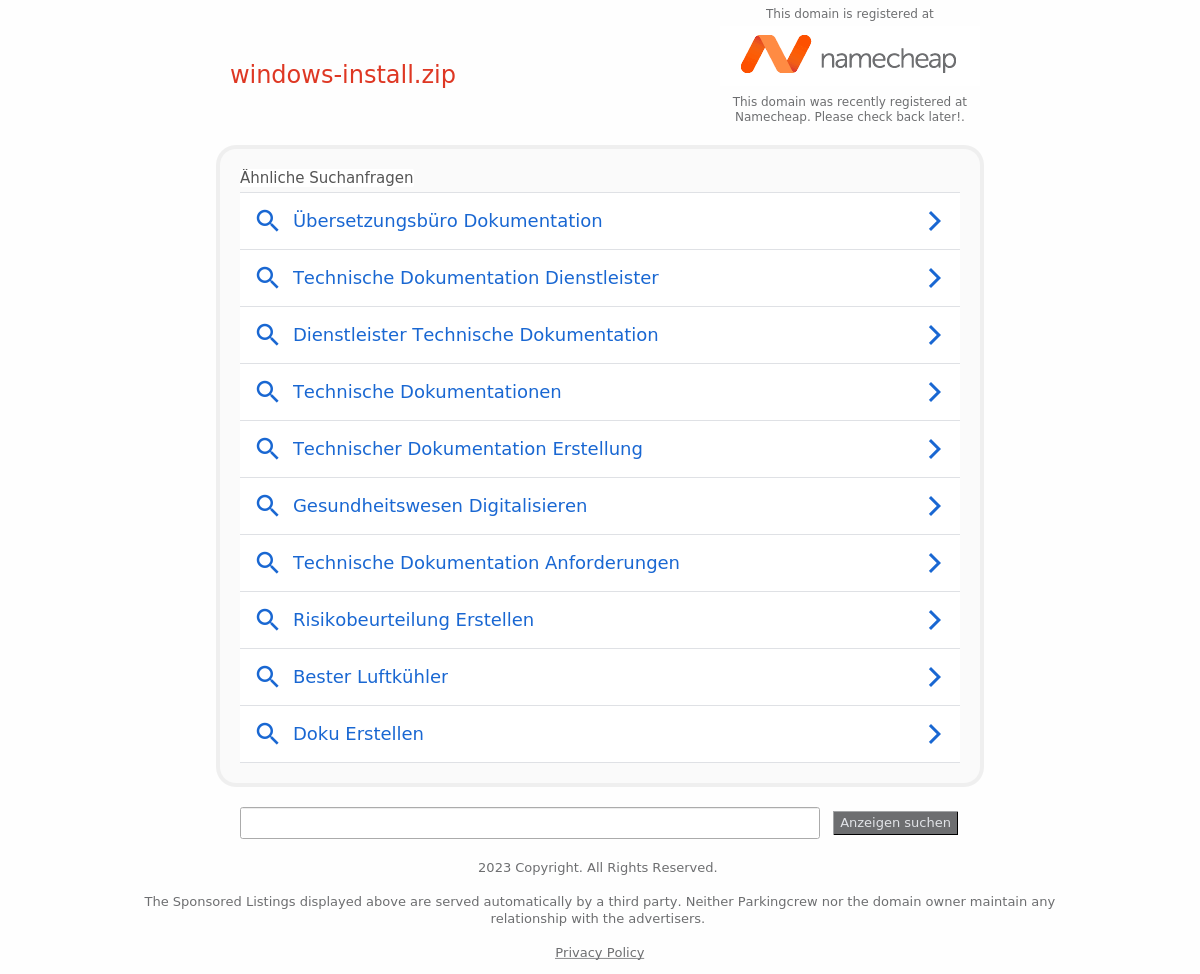 This domain is registered at
namecheap
windows-install.zip
This domain was recently registered at
Namecheap. Please check back later!.
Ähnliche Suchanfragen
Übersetzungsbüro Dokumentation
Technische Dokumentation Dienstleister
Dienstleister Technische Dokumentation
Technische Dokumentationen
Technischer Dokumentation Erstellung
Gesundheitswesen Digitalisieren
Technische Dokumentation Anforderungen
Risikobeurteilung Erstellen
Bester Luftkühler
Doku Erstellen
Anzeigen suchen
2023 Copyright. All Rights Reserved.
The Sponsored Listings displayed above are served automatically by a third party. Neither Parkingcrew nor the domain owner maintain any
relationship with the advertisers.
Privacy Policy